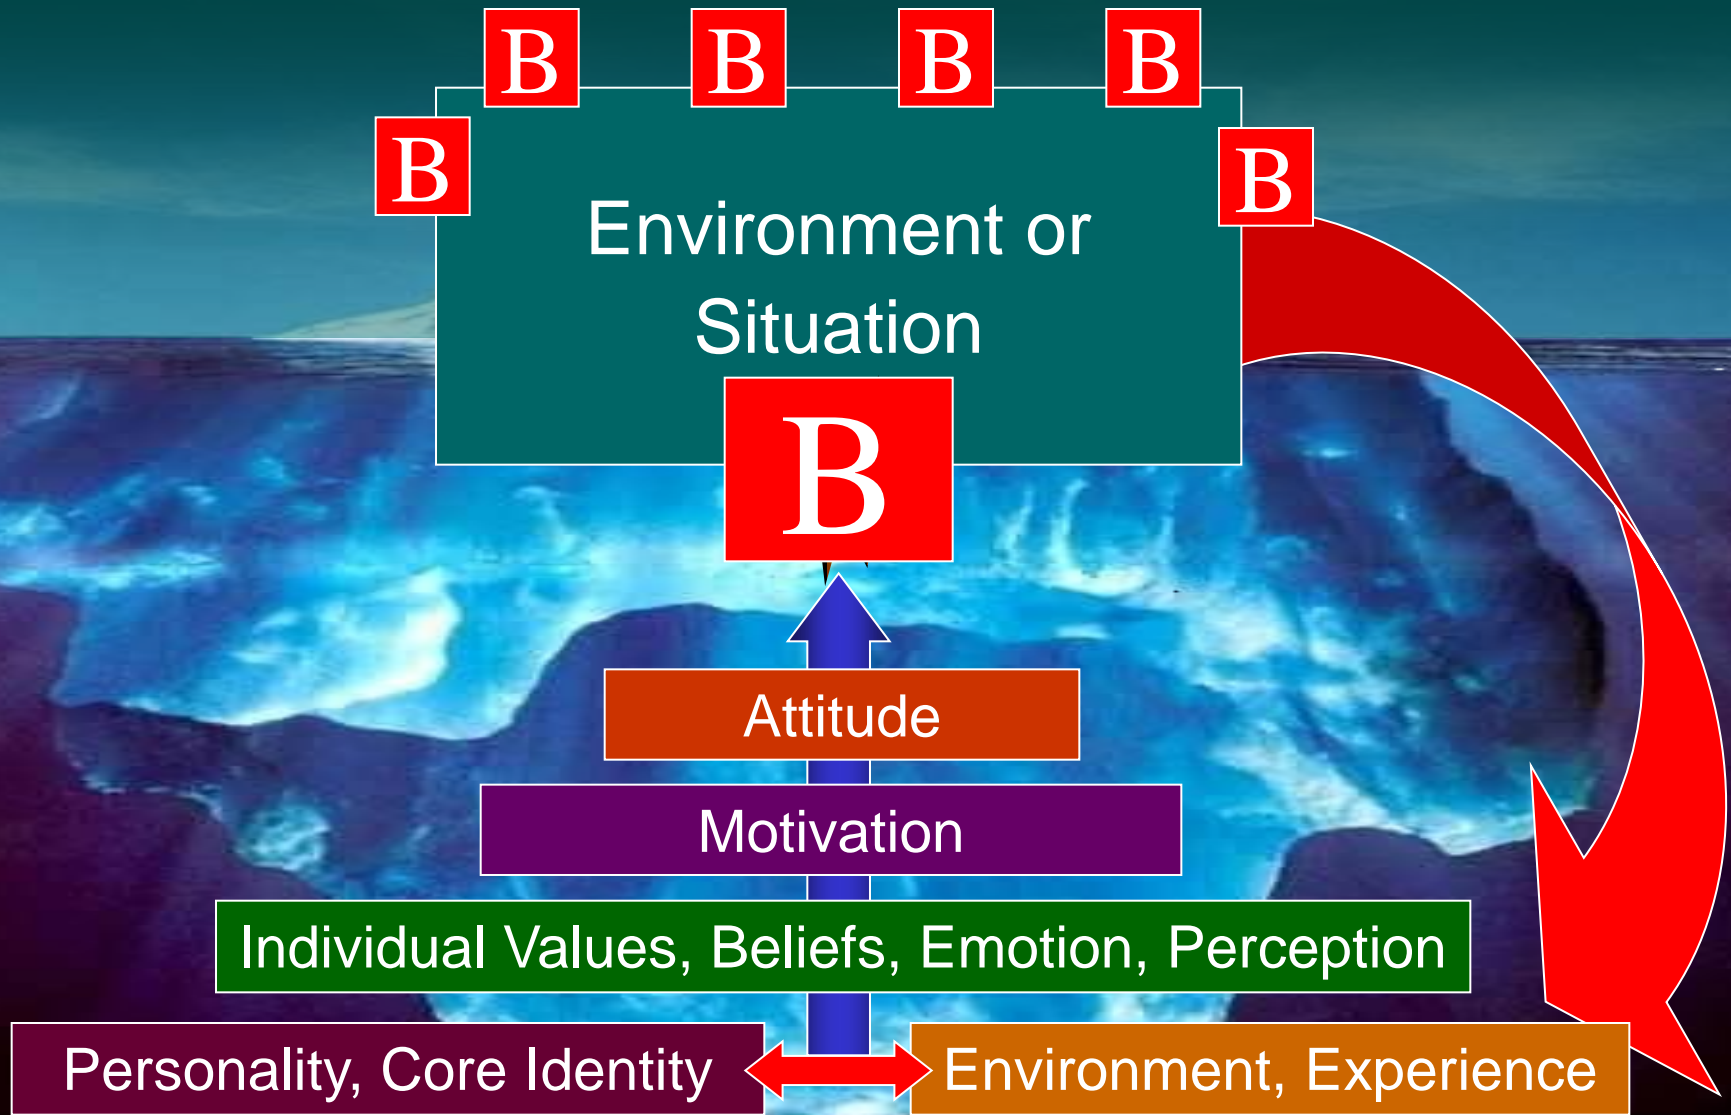 B B B B
B B
Environment or
Situation
B
Attitude
Motivation
Individual Values, Beliefs, Emotion, Perception
Personality, Core Identity
Environment, Experience